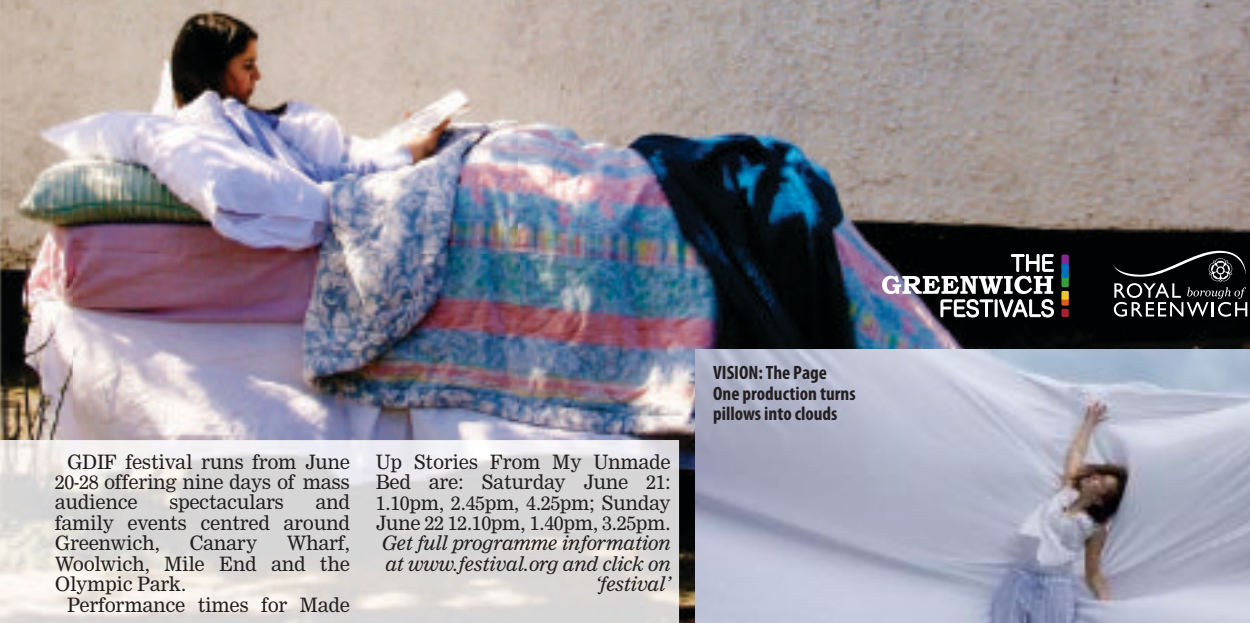 THE
GREENWICH
FESTIVALS
ROYAL borough of
GREENWICH
VISION: The Page
One production turns
pillows into clouds
GDIF festival runs from June
20-28 offering nine days of mass
audience spectaculars and
family events centred around
Greenwich, Canary Wharf,
Woolwich, Mile End and the
Olympic Park.
Performance times for Made
Up Stories From My Unmade
Bed are: Saturday June 21:
1.10pm, 2.45pm, 4.25pm; Sunday
June 22 12.10pm, 1.40pm, 3.25pm.
Get full programme information
at www.festival.org and click on
‘festival’